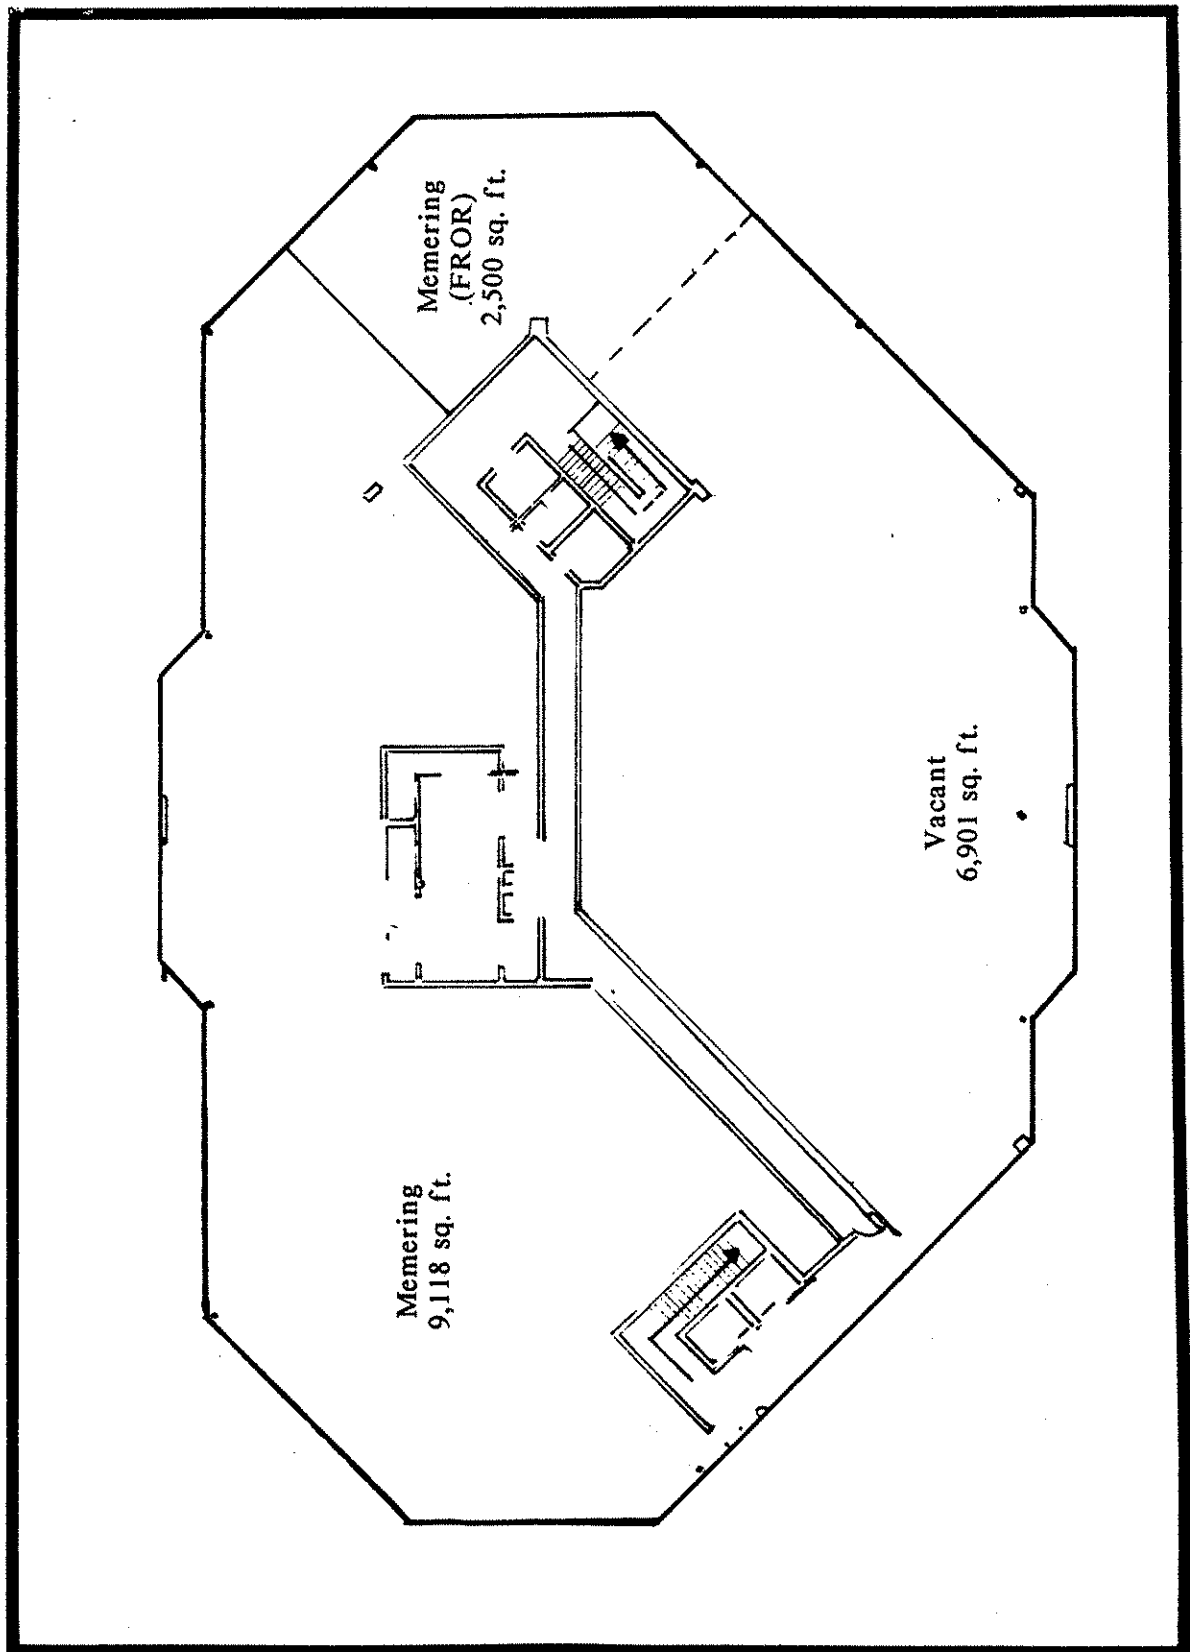 Memering
(FROR)
2,500 sq. ft.
Memering
9,118 sq. ft.
Vacant
6,901 sq. ft.